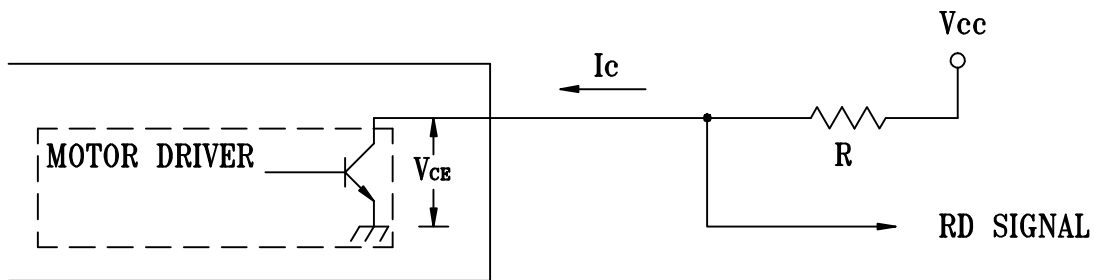 Vcc
Ic
MOTOR DRIVER
VCE
R
RD SIGNAL